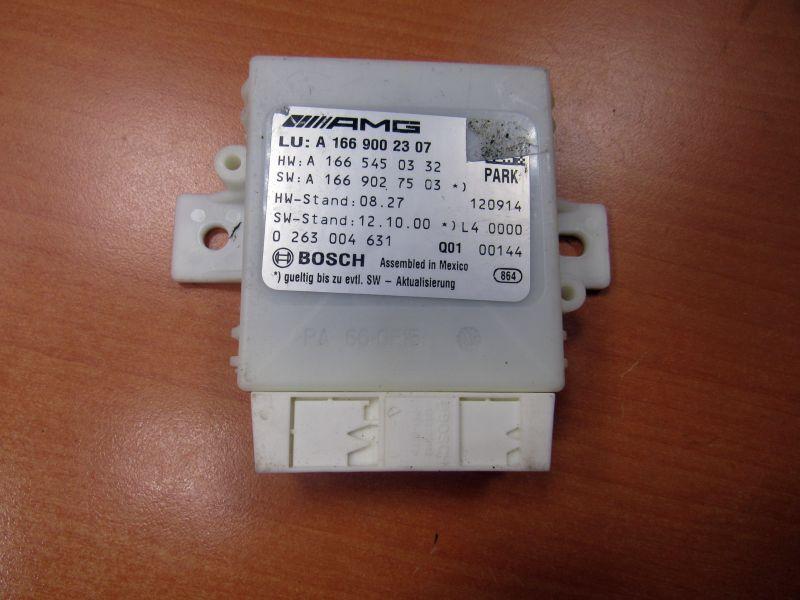 AMG
LU: A 166 900 2307
HW: A 166 545 03 32
PARK
SW: A 166 902 75 03 *)
HW-Stand: 08.27 120914
SW-Stand: 12.10.00 *) L4 0000
0 263 004 631 Q01 00144
BOSCH Assembled in Mexico 864
*) gueltig bis zu evtl. SW - Aktualisierung